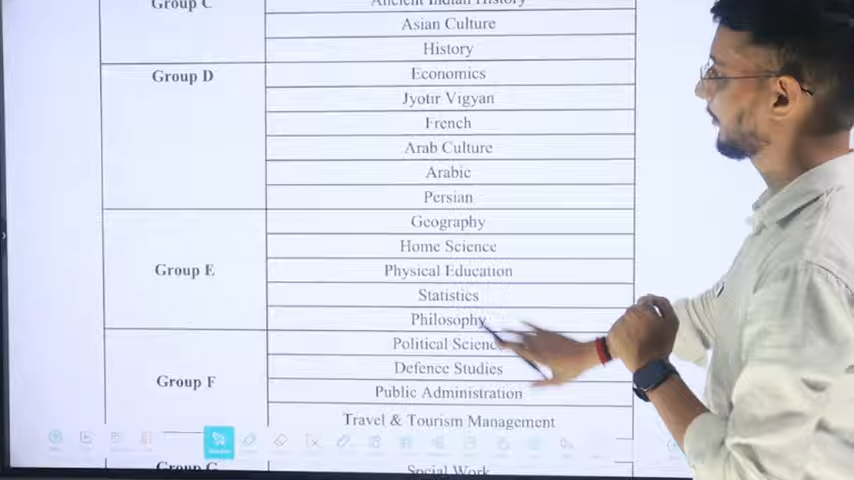 Group C
Ancient Indian History
Asian Culture
History
Group D
Economics
Jyotir Vigyan
French
Arab Culture
Arabic
Persian
Group E
Geography
Home Science
Physical Education
Statistics
Philosophy
Group F
Political Science
Defence Studies
Public Administration
Travel & Tourism Management
Group G
Social Work